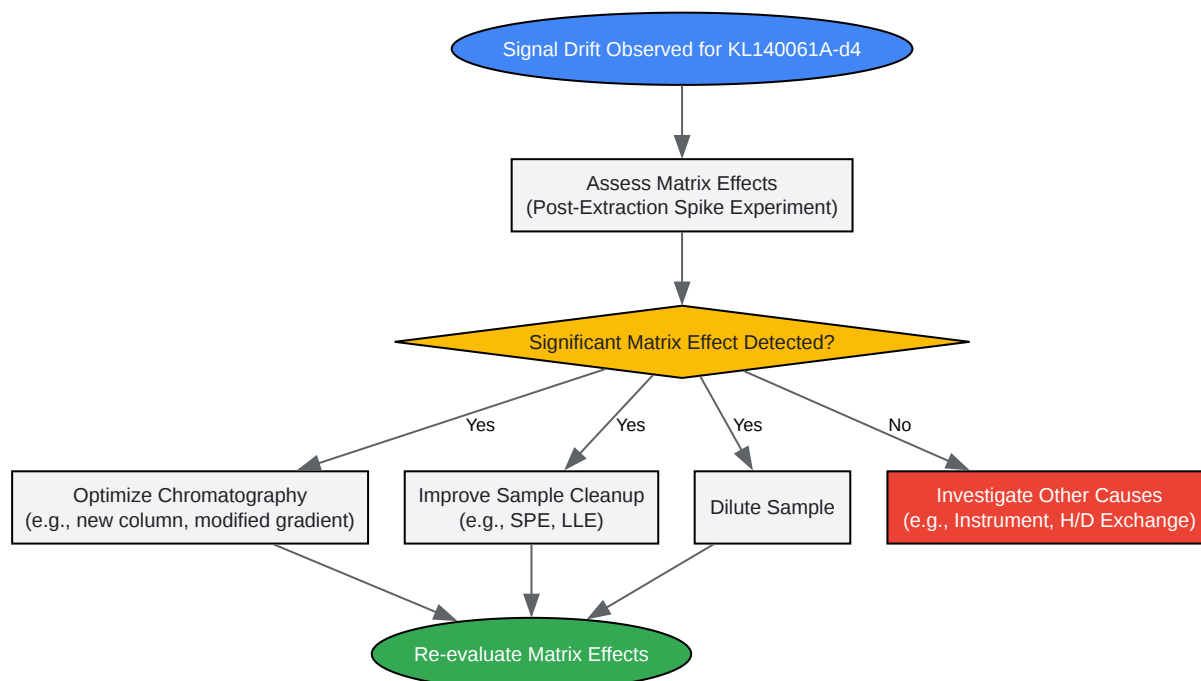 Signal Drift Observed for KL140061A-d4
Assess Matrix Effects
(Post-Extraction Spike Experiment)
Significant Matrix Effect Detected?
Yes
Yes
Yes
No
Optimize Chromatography
(e.g., new column, modified gradient)
Improve Sample Cleanup
(e.g., SPE, LLE)
Dilute Sample
Investigate Other Causes
(e.g., Instrument, H/D Exchange)
Re-evaluate Matrix Effects